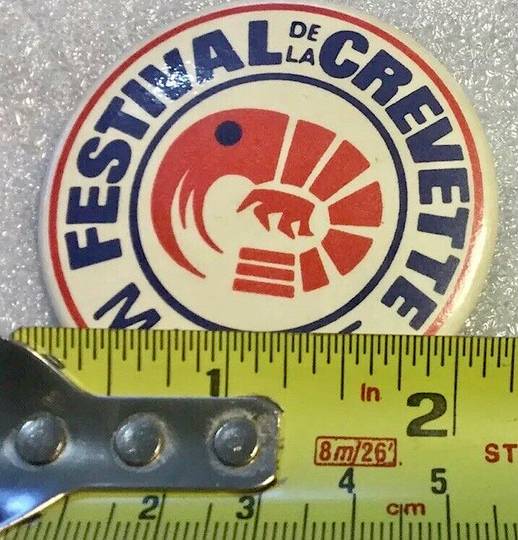 FESTIVAL DE LA CREVETTE
M
1 In 2
8m/26'
ST
2 3 4 cm 5